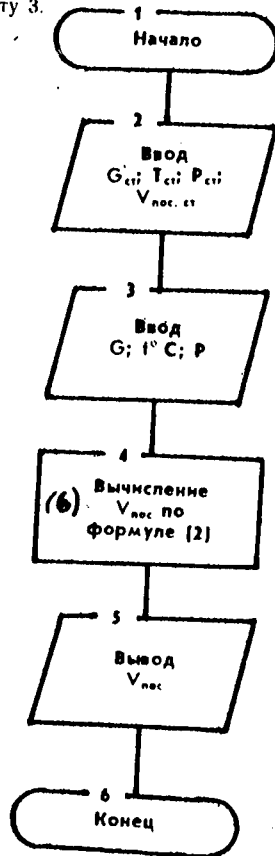 ту 3.
1
Начало
2
Ввод
Gст; Tст; Pст;
Vпос. ст
3
Ввод
G; t° C; P
4
(6) Вычисление
Vпос по
формуле (2)
5
Вывод
Vпос
6
Конец